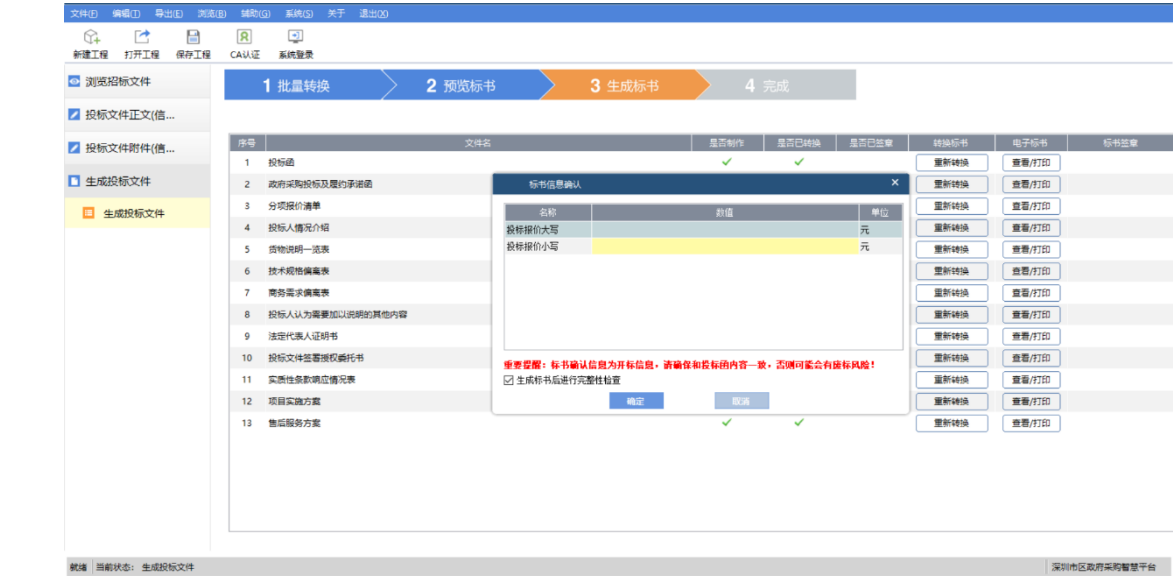 文件(F) 编辑(I) 导出(E) 浏览(B) 辅助(G) 系统(S) 关于 退出(X)
新建工程 打开工程 保存工程 CA认证 系统登录
浏览招标文件
投标文件正文(信...
投标文件附件(信...
生成投标文件
生成投标文件
1 批量转换 2 预览标书 3 生成标书 4 完成
序号 文件名 是否制作 是否已转换 是否已签章 转换标书 电子标书 标书签章
1 投标函 重新转换 查看/打印
2 政府采购投标及履约承诺函 重新转换 查看/打印
3 分项报价清单 重新转换 查看/打印
4 投标人情况介绍 重新转换 查看/打印
5 货物说明一览表 重新转换 查看/打印
6 技术规格偏离表 重新转换 查看/打印
7 商务需求偏离表 重新转换 查看/打印
8 投标人认为需要加以说明的其他内容 重新转换 查看/打印
9 法定代表人证明书 重新转换 查看/打印
10 投标文件签署授权委托书 重新转换 查看/打印
11 实质性条款响应情况表 重新转换 查看/打印
12 项目实施方案 重新转换 查看/打印
13 售后服务方案 重新转换 查看/打印
标书信息确认
名称 数值 单位
投标报价大写 元
投标报价小写 元
重要提醒：标书确认信息为开标信息，请确保和投标函内容一致，否则可能会有废标风险！
生成标书后进行完整性检查
确定 取消
就绪 当前状态： 生成投标文件 深圳市区政府采购智慧平台